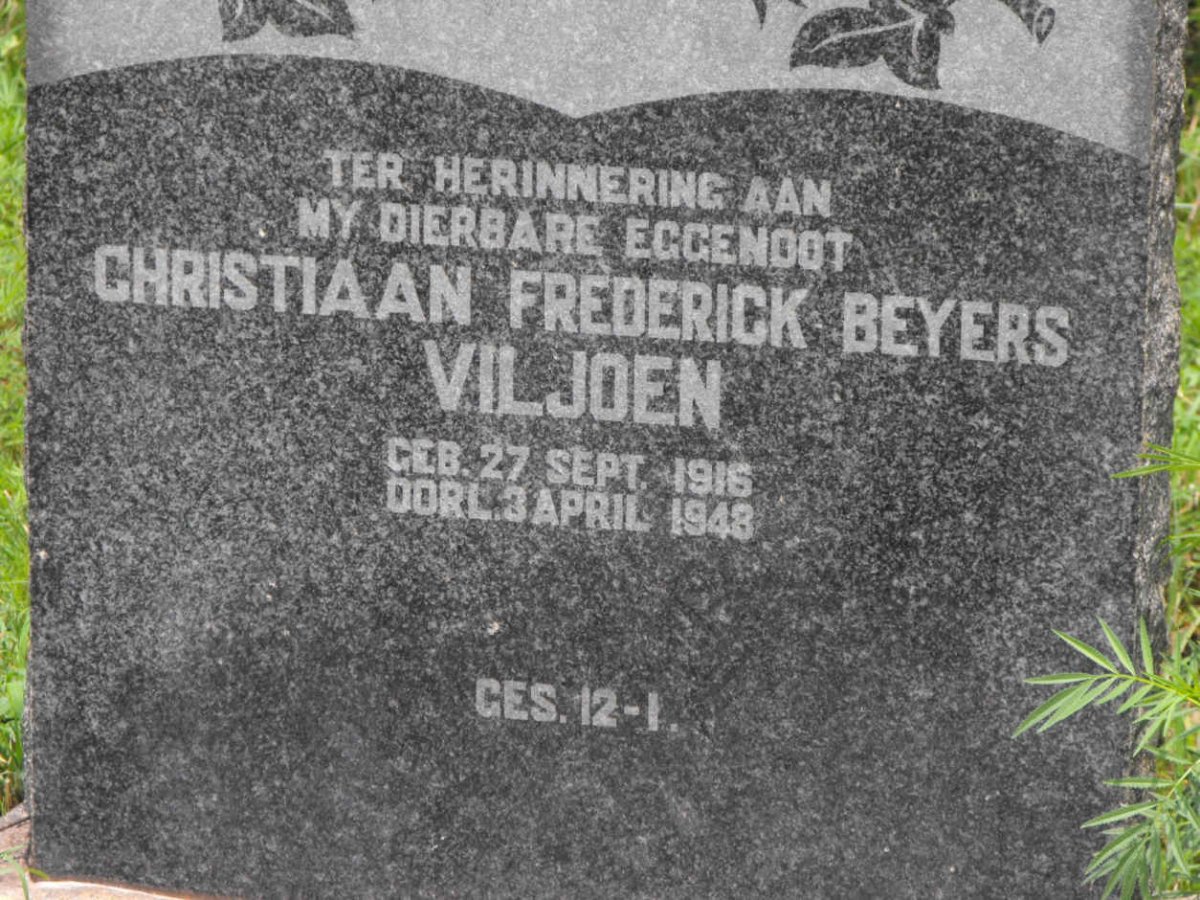 TER HERINNERING AAN
MY DIERBARE EGGENOOT
CHRISTIAAN FREDERICK BEYERS
VILJOEN
GEB. 27 SEPT. 1916
OORL. 3 APRIL 1948
GES. 12-1.